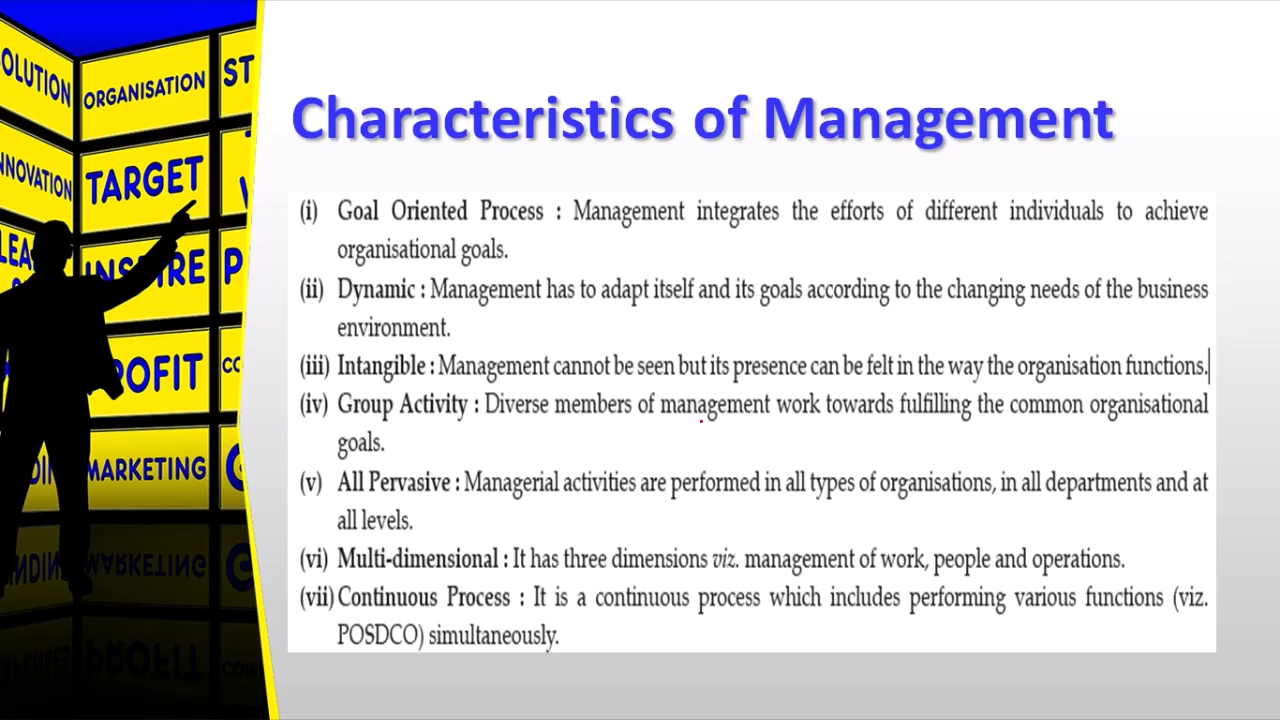 OLUTION
ORGANISATION
ST
NNOVATION
TARGET
LEA
INSPIRE
P
PROFIT
CO
MARKETING
G
Characteristics of Management
(i) Goal Oriented Process : Management integrates the efforts of different individuals to achieve
organisational goals.
(ii) Dynamic : Management has to adapt itself and its goals according to the changing needs of the business
environment.
(iii) Intangible : Management cannot be seen but its presence can be felt in the way the organisation functions.
(iv) Group Activity : Diverse members of management work towards fulfilling the common organisational
goals.
(v) All Pervasive : Managerial activities are performed in all types of organisations, in all departments and at
all levels.
(vi) Multi-dimensional : It has three dimensions viz. management of work, people and operations.
(vii) Continuous Process : It is a continuous process which includes performing various functions (viz.
POSDCO) simultaneously.